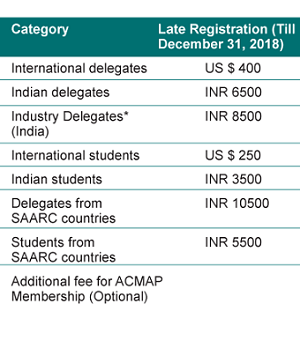 Category Late Registration (Till
December 31, 2018)
International delegates US $ 400
Indian delegates INR 6500
Industry Delegates* INR 8500
(India)
International students US $ 250
Indian students INR 3500
Delegates from INR 10500
SAARC countries
Students from INR 5500
SAARC countries
Additional fee for ACMAP
Membership (Optional)